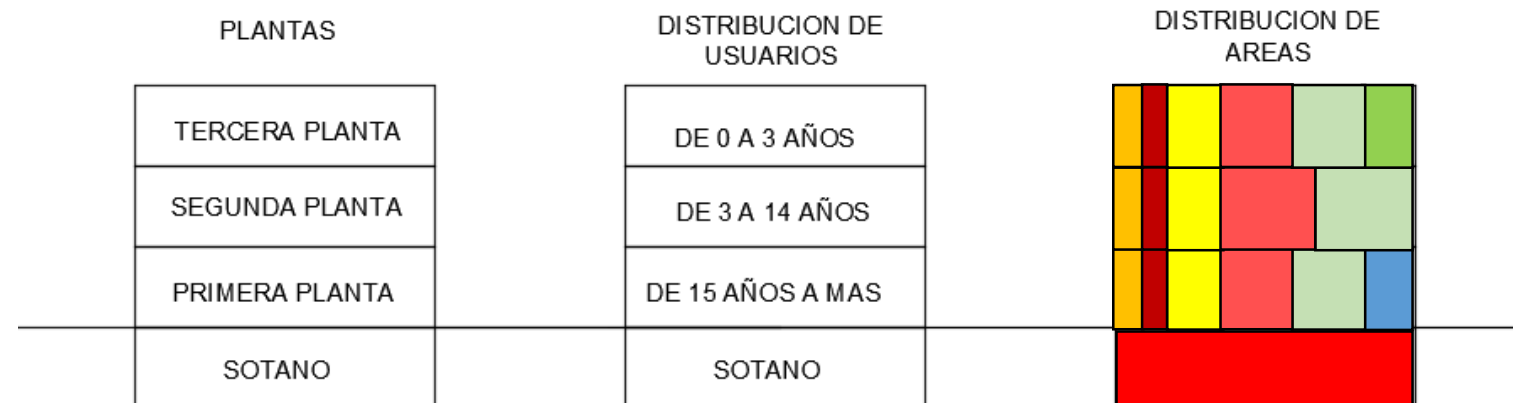 PLANTAS
TERCERA PLANTA
SEGUNDA PLANTA
PRIMERA PLANTA
SOTANO
DISTRIBUCION DE
USUARIOS
DE 0 A 3 AÑOS
DE 3 A 14 AÑOS
DE 15 AÑOS A MAS
SOTANO
DISTRIBUCION DE
AREAS